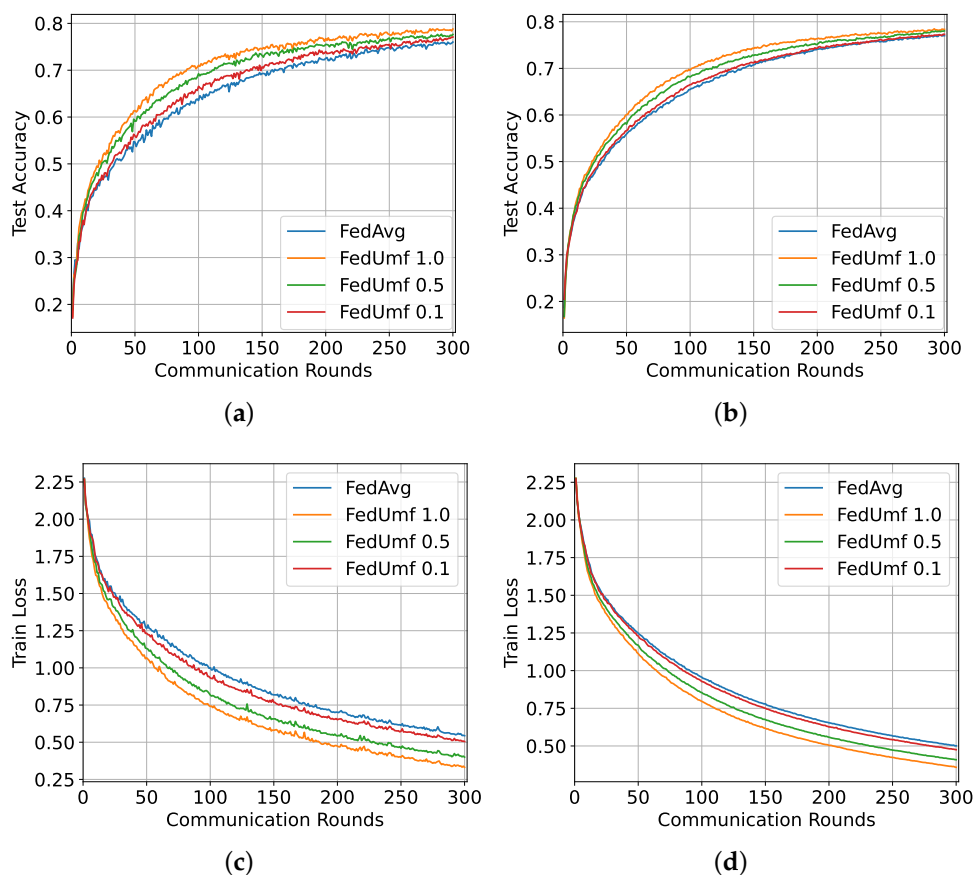 0.8
0.7
0.6
0.5
0.4
0.3
0.2
Test Accuracy
FedAvg
FedUmf 1.0
FedUmf 0.5
FedUmf 0.1
0 50 100 150 200 250 300
Communication Rounds
(a)
0.8
0.7
0.6
0.5
0.4
0.3
0.2
Test Accuracy
FedAvg
FedUmf 1.0
FedUmf 0.5
FedUmf 0.1
0 50 100 150 200 250 300
Communication Rounds
(b)
2.25
2.00
1.75
1.50
1.25
1.00
0.75
0.50
0.25
Train Loss
FedAvg
FedUmf 1.0
FedUmf 0.5
FedUmf 0.1
0 50 100 150 200 250 300
Communication Rounds
(c)
2.25
2.00
1.75
1.50
1.25
1.00
0.75
0.50
Train Loss
FedAvg
FedUmf 1.0
FedUmf 0.5
FedUmf 0.1
0 50 100 150 200 250 300
Communication Rounds
(d)